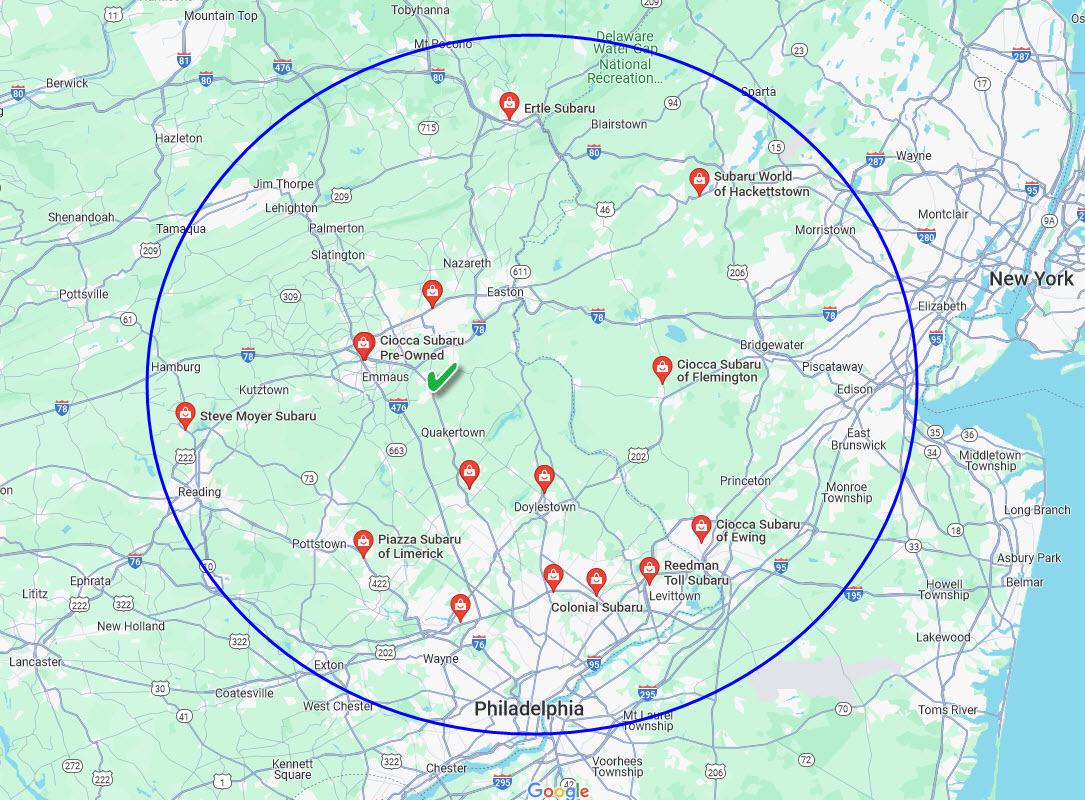 Mountain Top
Tobyhanna
209
11
81
Mt Pocono
Delaware
Water Gap
National
Recreation...
23
287
Berwick
476
80
80
80
17
Sparta
94
Ertle Subaru
Blairstown
715
Hazleton
15
80
287
Wayne
Subaru World
of Hackettstown
95
Jim Thorpe
209
Lehighton
46
Montclair
9A
Shenandoah
Tamaqua
Palmerton
Morristown
280
209
Slatington
Nazareth
611
206
New York
Pottsville
309
Easton
Elizabeth
61
78
78
78
95
Ciocca Subaru
Pre-Owned
Bridgewater
78
Hamburg
Ciocca Subaru
of Flemington
Piscataway
Emmaus
Kutztown
Edison
78
476
Steve Moyer Subaru
Quakertown
East
Brunswick
35
36
34
Middletown
Township
222
663
202
73
Princeton
Reading
Monroe
Township
Doylestown
Long Branch
Ciocca Subaru
of Ewing
18
Pottstown
Piazza Subaru
of Limerick
33
Asbury Park
76
10
Reedman
Toll Subaru
95
Ephrata
422
Howell
Township
Belmar
Lititz
322
322
Levittown
195
Colonial Subaru
New Holland
322
76
Lakewood
Lancaster
Exton
202
Wayne
95
30
Coatesville
295
West Chester
Philadelphia
41
Mt Laurel
Township
70
Toms River
272
222
Kennett
Square
322
Chester
Voorhees
Township
72
206
1
295
42
Google